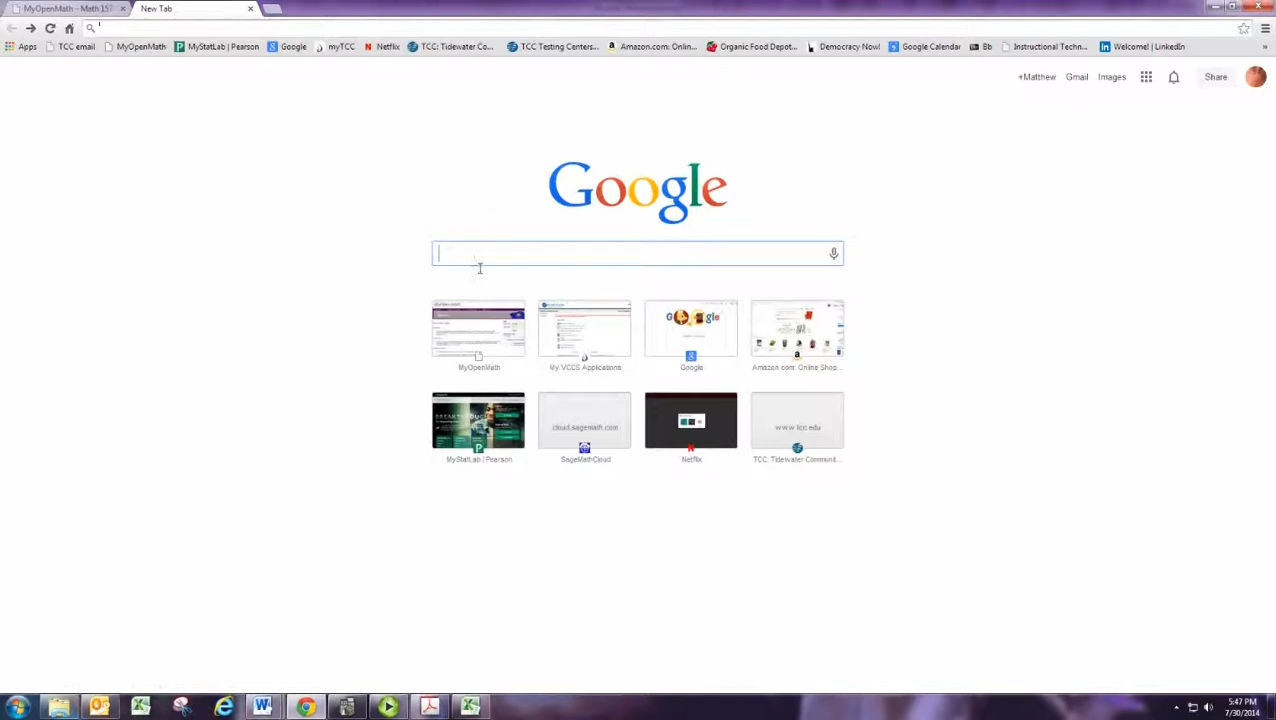 MyOpenMath - Math 157
New Tab
Apps TCC email MyOpenMath MyStatLab | Pearson Google myTCC Netflix TCC: Tidewater Co... TCC Testing Centers... Amazon.com: Onlin... Organic Food Depot... Democracy Now! Google Calendar Bb Instructional Techn... Welcome! | LinkedIn »
+Matthew Gmail Images Share
Google
MyOpenMath My.VCCS Applications Google Amazon.com: Online Shop...
cloud.sagemath.com www.tcc.edu
MyStatLab | Pearson SageMathCloud Netflix TCC: Tidewater Communit...
5:47 PM
7/30/2014